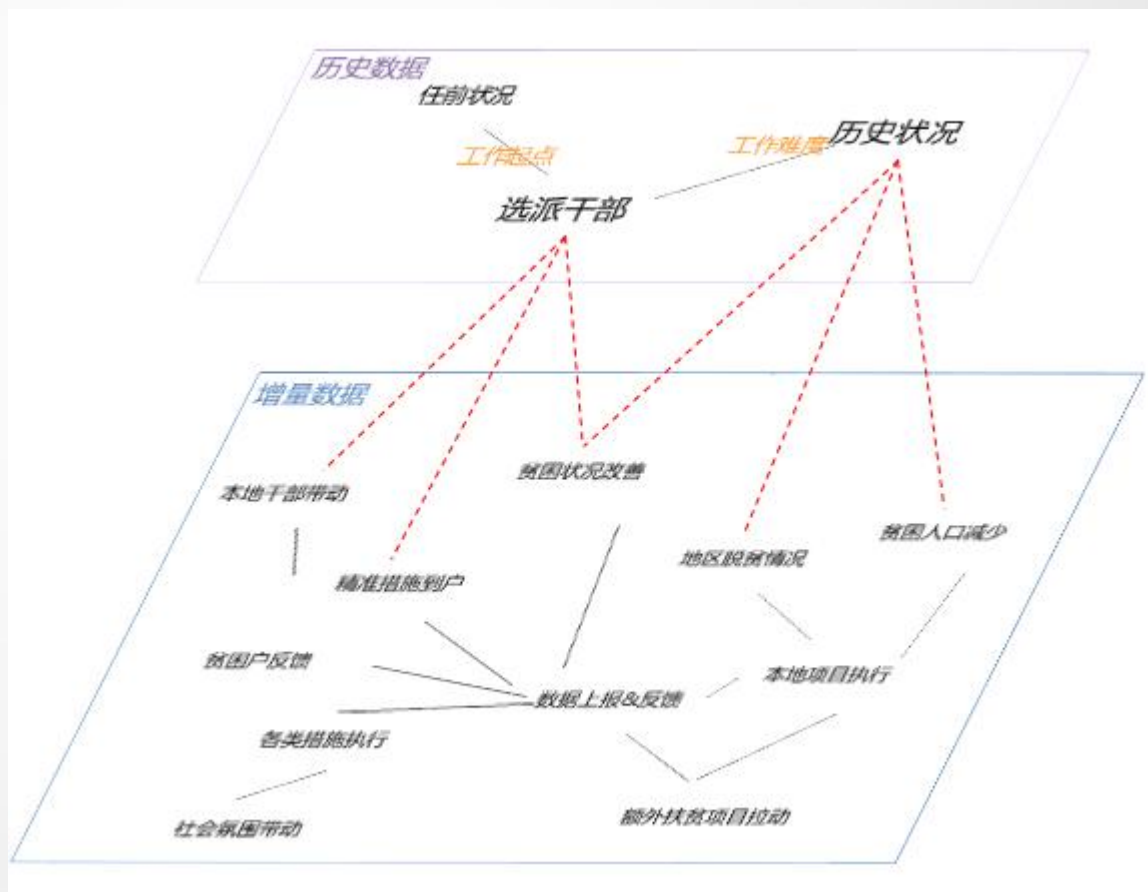 历史数据
任前状况
历史状况
工作起点
工作难度
选派干部
增量数据
贫困状况改善
本地干部带动
贫困人口减少
地区脱贫情况
精准措施到户
贫困户反馈
本地项目执行
数据上报&反馈
各类措施执行
额外扶贫项目拉动
社会氛围带动